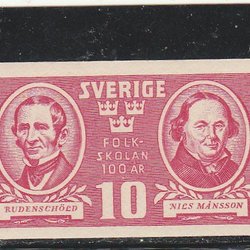 SVERIGE
FOLK-
SKOLAN
100 ÅR
RUDENSCHÖLD
10
NILS MÅNSSON